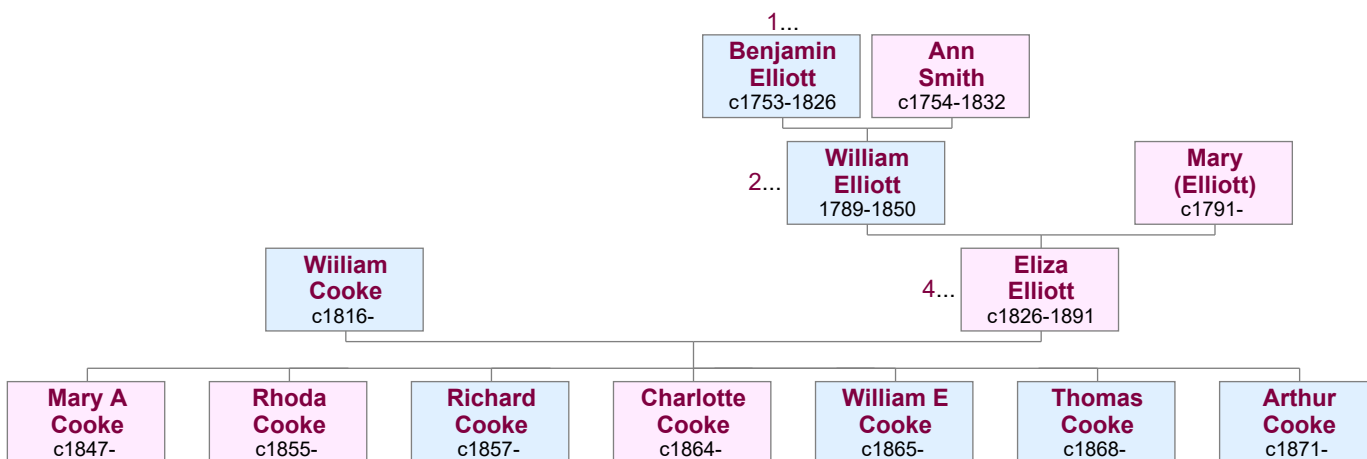 1...
Benjamin
Elliott
c1753-1826
Ann
Smith
c1754-1832
2...
William
Elliott
1789-1850
Mary
(Elliott)
c1791-
Wiiliam
Cooke
c1816-
4...
Eliza
Elliott
c1826-1891
Mary A
Cooke
c1847-
Rhoda
Cooke
c1855-
Richard
Cooke
c1857-
Charlotte
Cooke
c1864-
William E
Cooke
c1865-
Thomas
Cooke
c1868-
Arthur
Cooke
c1871-